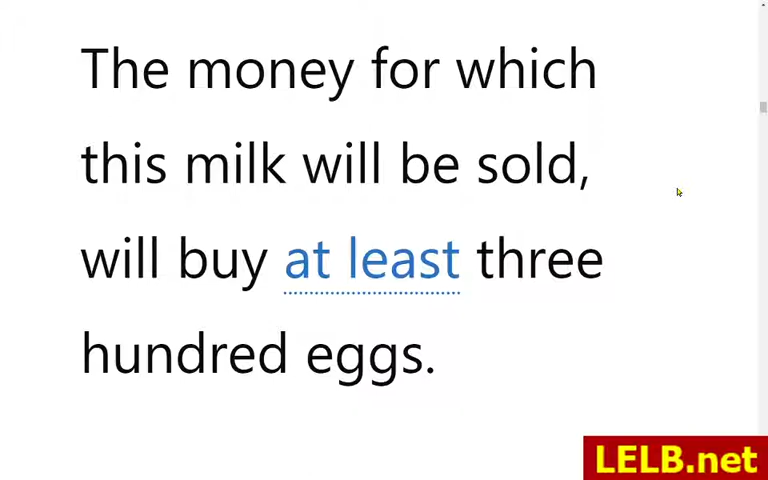 The money for which
this milk will be sold,
will buy at least three
hundred eggs.
LELB.net